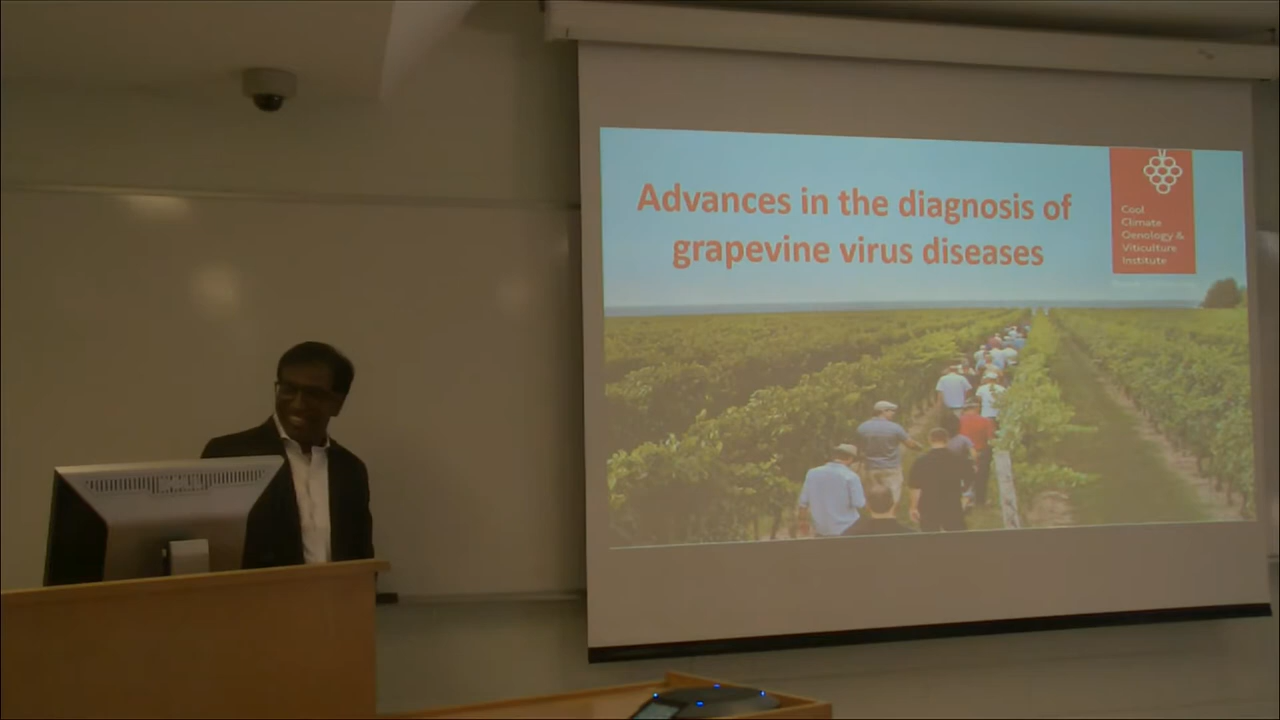 Advances in the diagnosis of
grapevine virus diseases
Cool
Climate
Oenology &
Viticulture
Institute